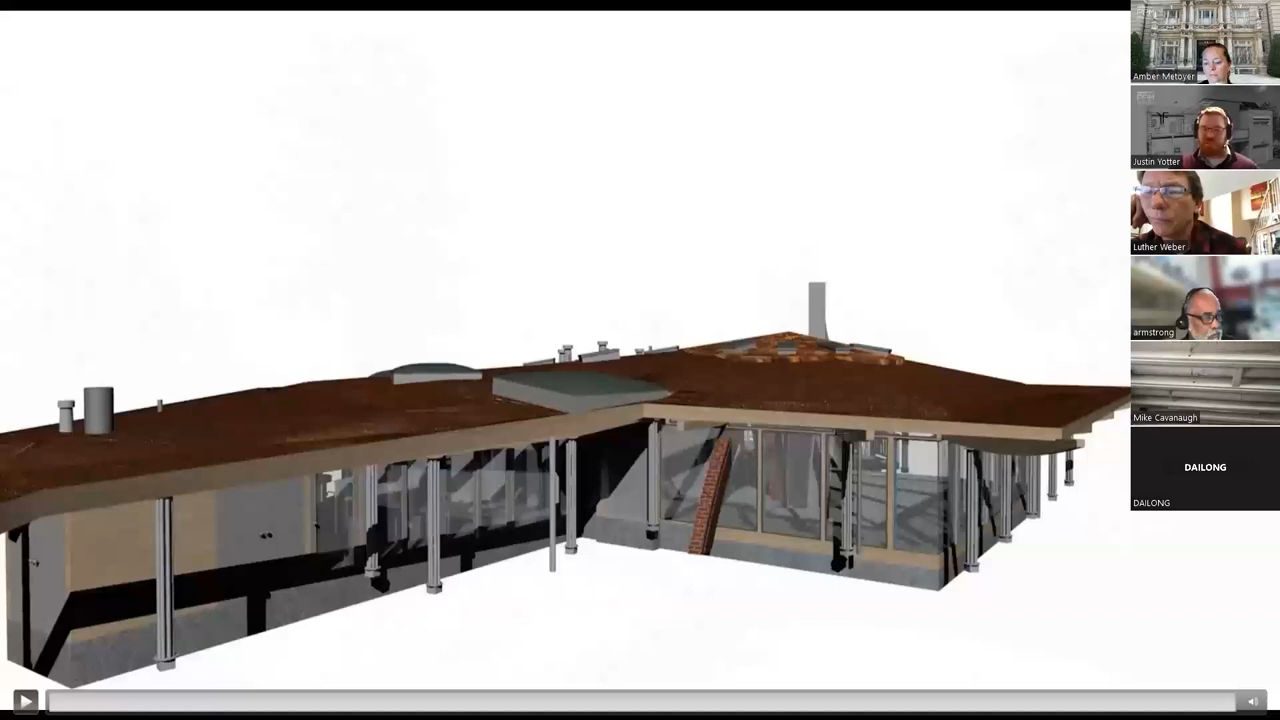 Amber Metoyer
Justin Yotter
Luther Weber
armstrong
Mike Cavanaugh
DAILONG
DAILONG